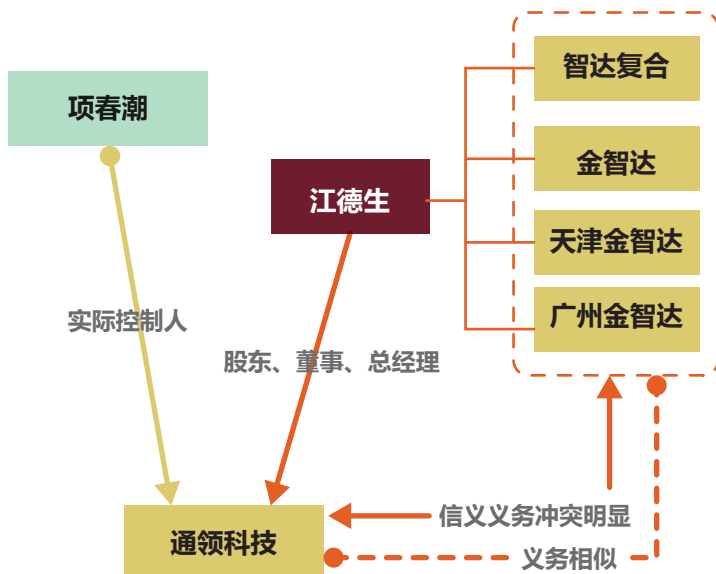 智达复合
项春潮
金智达
江德生
天津金智达
广州金智达
实际控制人
股东、董事、总经理
信义义务冲突明显
通领科技
义务相似